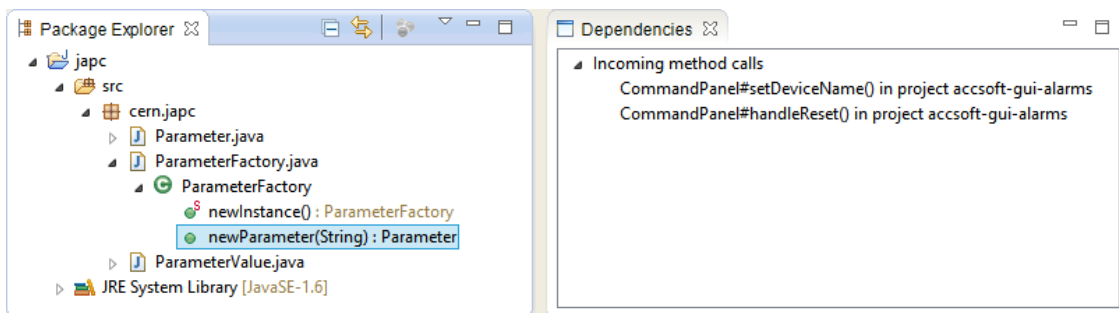 Package Explorer
japc
src
cern.japc
Parameter.java
ParameterFactory.java
ParameterFactory
newInstance() : ParameterFactory
newParameter(String) : Parameter
ParameterValue.java
JRE System Library [JavaSE-1.6]
Dependencies
Incoming method calls
CommandPanel#setDeviceName() in project accsoft-gui-alarms
CommandPanel#handleReset() in project accsoft-gui-alarms